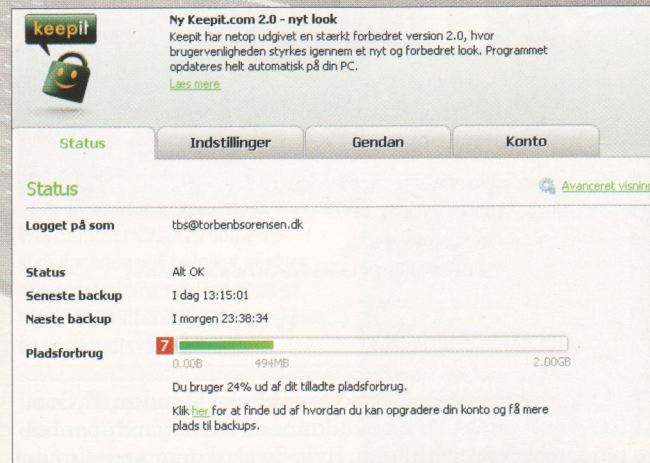 keepit
Ny Keepit.com 2.0 - nyt look
Keepit har netop udgivet en stærkt forbedret version 2.0, hvor
brugervenligheden styrkes igennem et nyt og forbedret look. Programmet
opdateres helt automatisk på din PC.
Læs mere
Status
Indstillinger
Gendan
Konto
Status
Avanceret visning
Logget på som tbs@torbenbsorensen.dk
Status Alt OK
Seneste backup I dag 13:15:01
Næste backup I morgen 23:38:34
Pladsforbrug 7
0.00B 494MB 2.00GB
Du bruger 24% ud af dit tilladte pladsforbrug.
Klik her for at finde ud af hvordan du kan opgradere din konto og få mere
plads til backups.